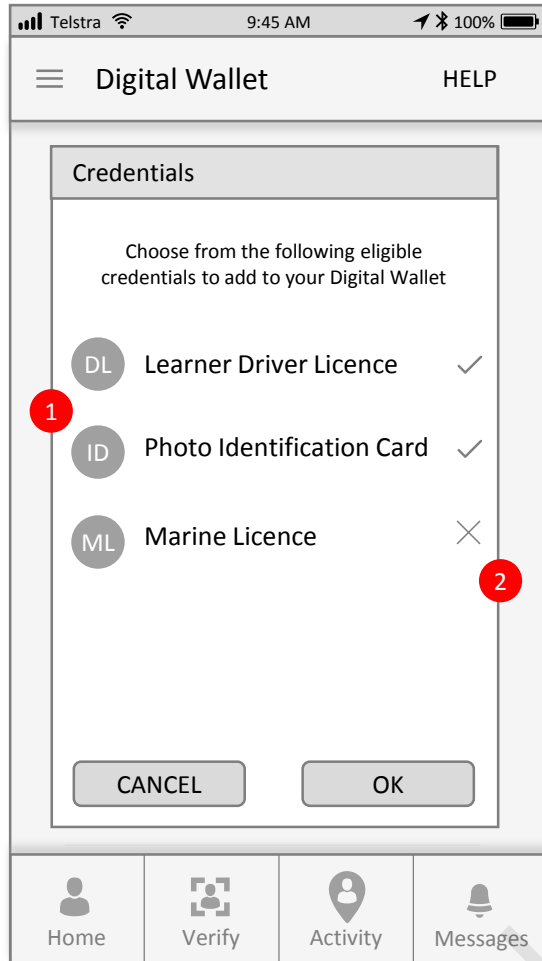 Telstra 9:45 AM 100%
Digital Wallet HELP
Credentials
Choose from the following eligible
credentials to add to your Digital Wallet
DL Learner Driver Licence
1
ID Photo Identification Card
ML Marine Licence
2
CANCEL OK
Home Verify Activity Messages